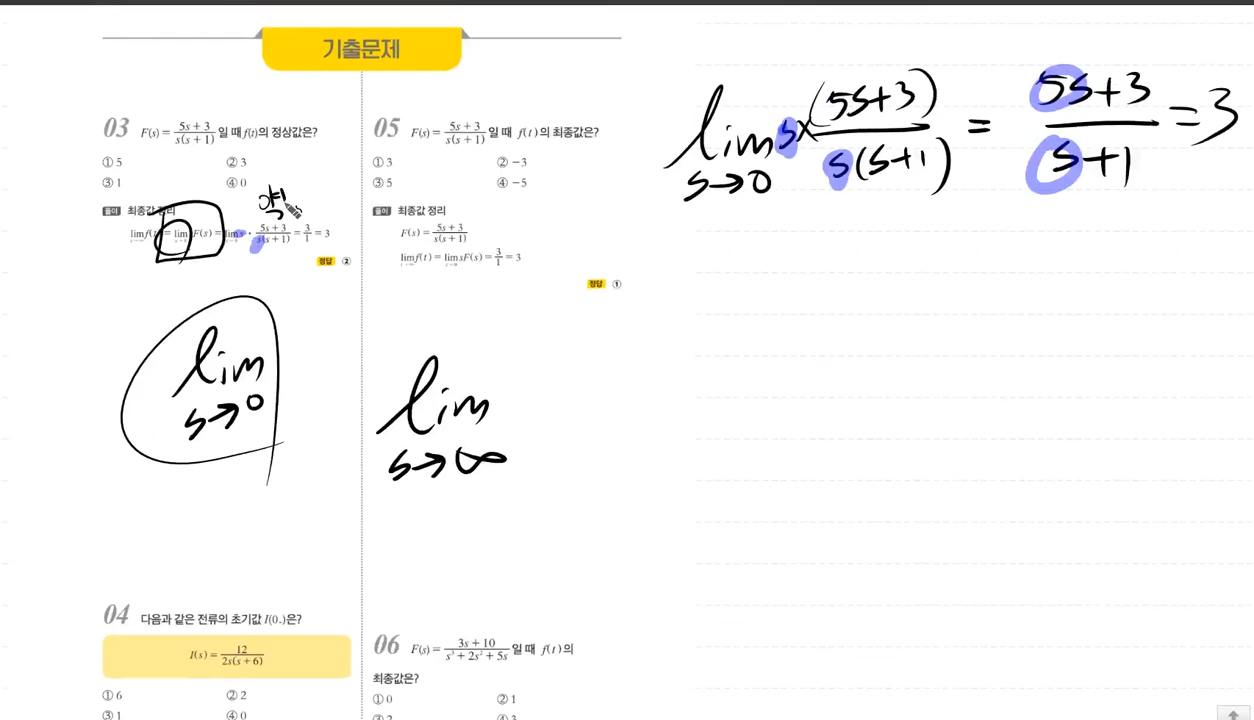 기출문제
03 F(s) = (5s + 3)/(s(s + 1)) 일 때 f(t)의 정상값은?
① 5 ② 3
③ 1 ④ 0
풀이 최종값 정리
lim f(t) = lim F(s) = lim s · (5s + 3)/(s(s + 1)) = 3/1 = 3
정답 ②
lim s→0
04 다음과 같은 전류의 초기값 I(0₊)은?
I(s) = 12/(2s(s + 6))
① 6 ② 2
③ 1 ④ 0
05 F(s) = (5s + 3)/(s(s + 1)) 일 때 f(t)의 최종값은?
① 3 ② −3
③ 5 ④ −5
풀이 최종값 정리
F(s) = (5s + 3)/(s(s + 1))
lim f(t) = lim sF(s) = 3/1 = 3
정답 ①
lim s→∞
06 F(s) = (3s + 10)/(s³ + 2s² + 5s) 일 때 f(t)의
최종값은?
① 0 ② 1
③ 2 ④ 3
lim s→0 s×(5s+3)/(s(s+1)) = (5s+3)/(s+1) = 3